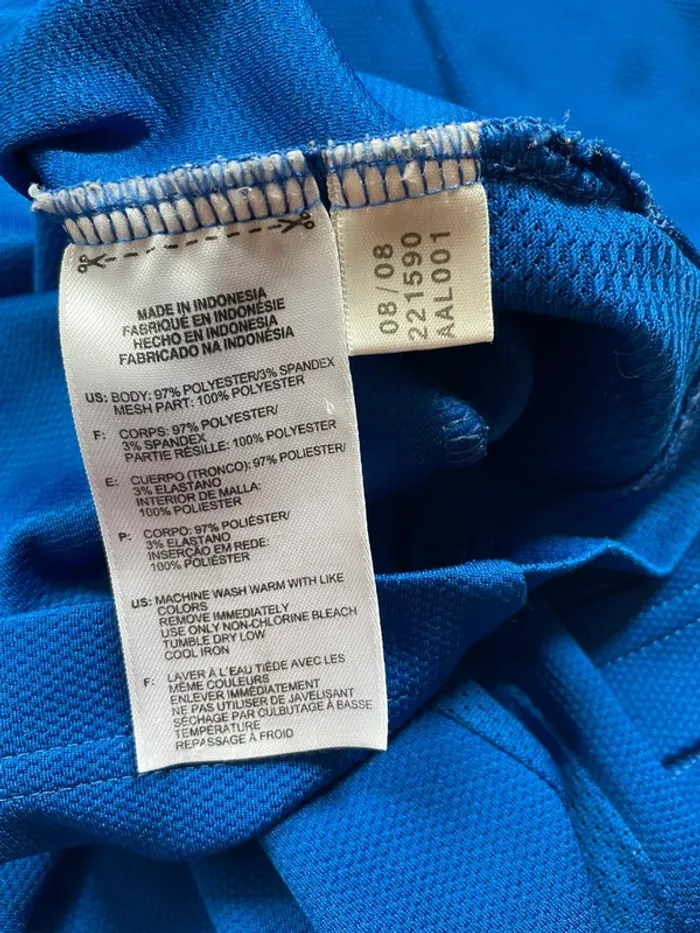 MADE IN INDONESIA
FABRIQUÉ EN INDONÉSIE
HECHO EN INDONESIA
FABRICADO NA INDONÉSIA
US: BODY: 97% POLYESTER/3% SPANDEX
MESH PART: 100% POLYESTER
F: CORPS: 97% POLYESTER/
3% SPANDEX
PARTIE RÉSILLE: 100% POLYESTER
E: CUERPO (TRONCO): 97% POLIESTER/
3% ELASTANO
INTERIOR DE MALLA:
100% POLIESTER
P: CORPO: 97% POLIÉSTER/
3% ELASTANO
INSERÇÃO EM REDE:
100% POLIÉSTER
US: MACHINE WASH WARM WITH LIKE
COLORS
REMOVE IMMEDIATELY
USE ONLY NON-CHLORINE BLEACH
TUMBLE DRY LOW
COOL IRON
F: LAVER À L'EAU TIÈDE AVEC LES
MÊME COULEURS
ENLEVER IMMÉDIATEMENT
NE PAS UTILISER DE JAVELISANT
SÉCHAGE PAR CULBUTAGE À BASSE
TEMPÉRATURE
REPASSAGE À FROID
08/08
221590
AAL001